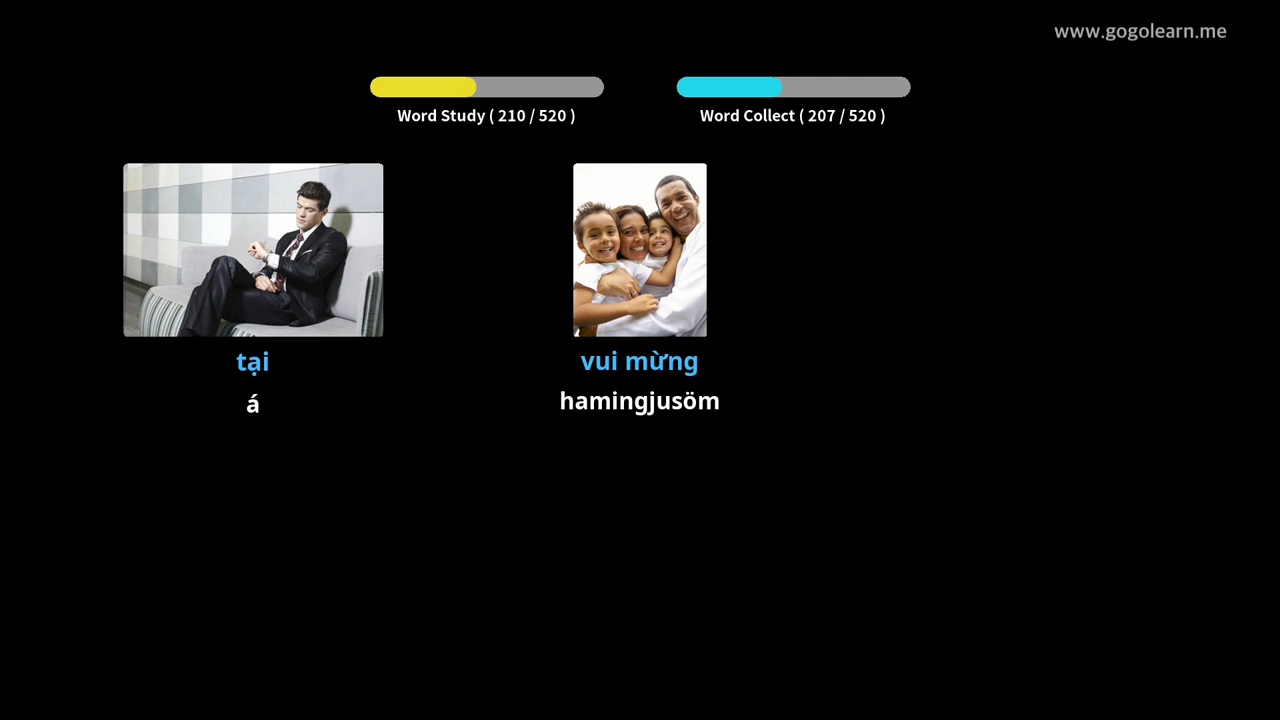 www.gogolearn.me
Word Study ( 210 / 520 )
Word Collect ( 207 / 520 )
tại
á
vui mừng
hamingjusöm